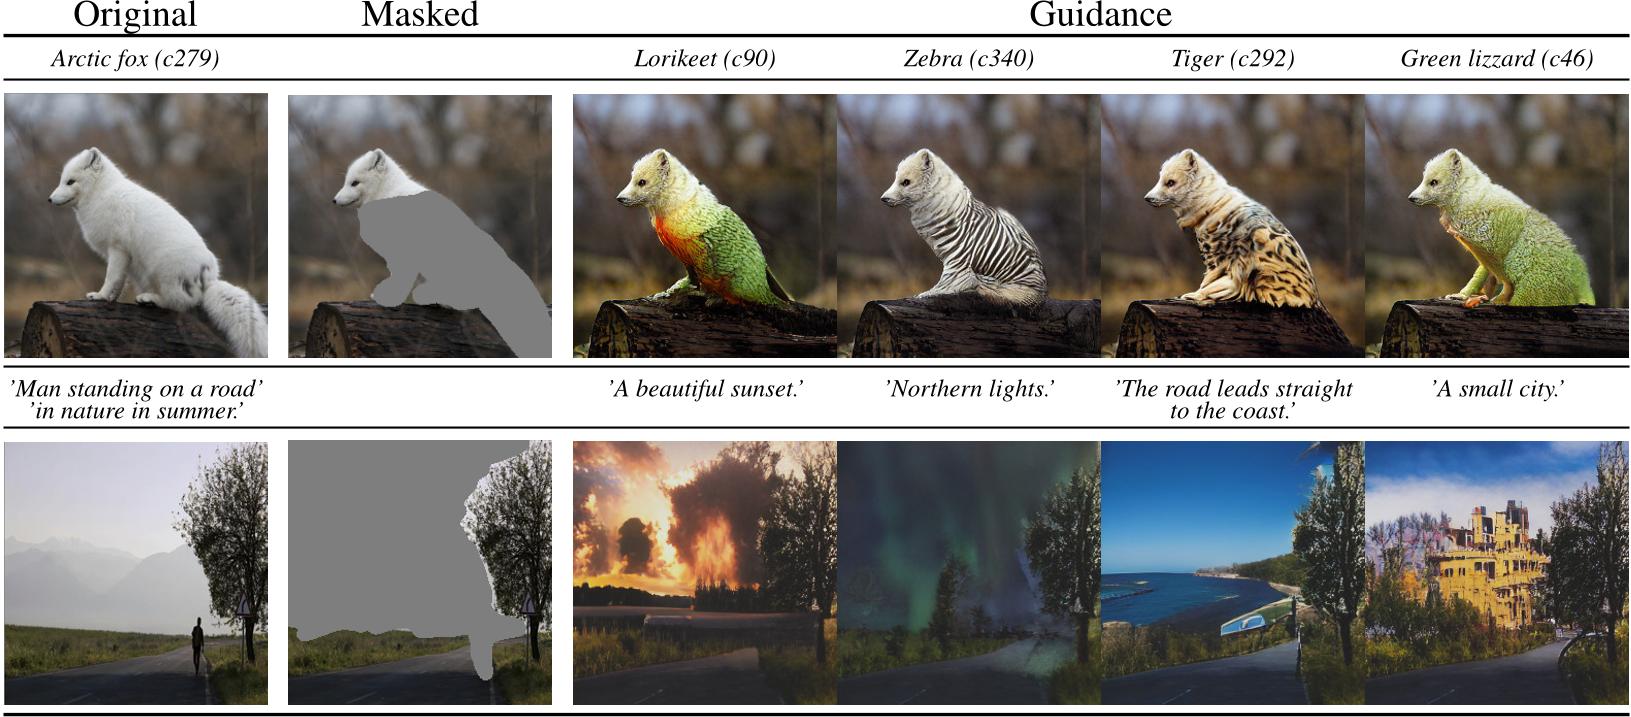 Original Masked Guidance
Arctic fox (c279) Lorikeet (c90) Zebra (c340) Tiger (c292) Green lizzard (c46)
'Man standing on a road' 'A beautiful sunset.' 'Northern lights.' 'The road leads straight 'A small city.'
'in nature in summer.' to the coast.'